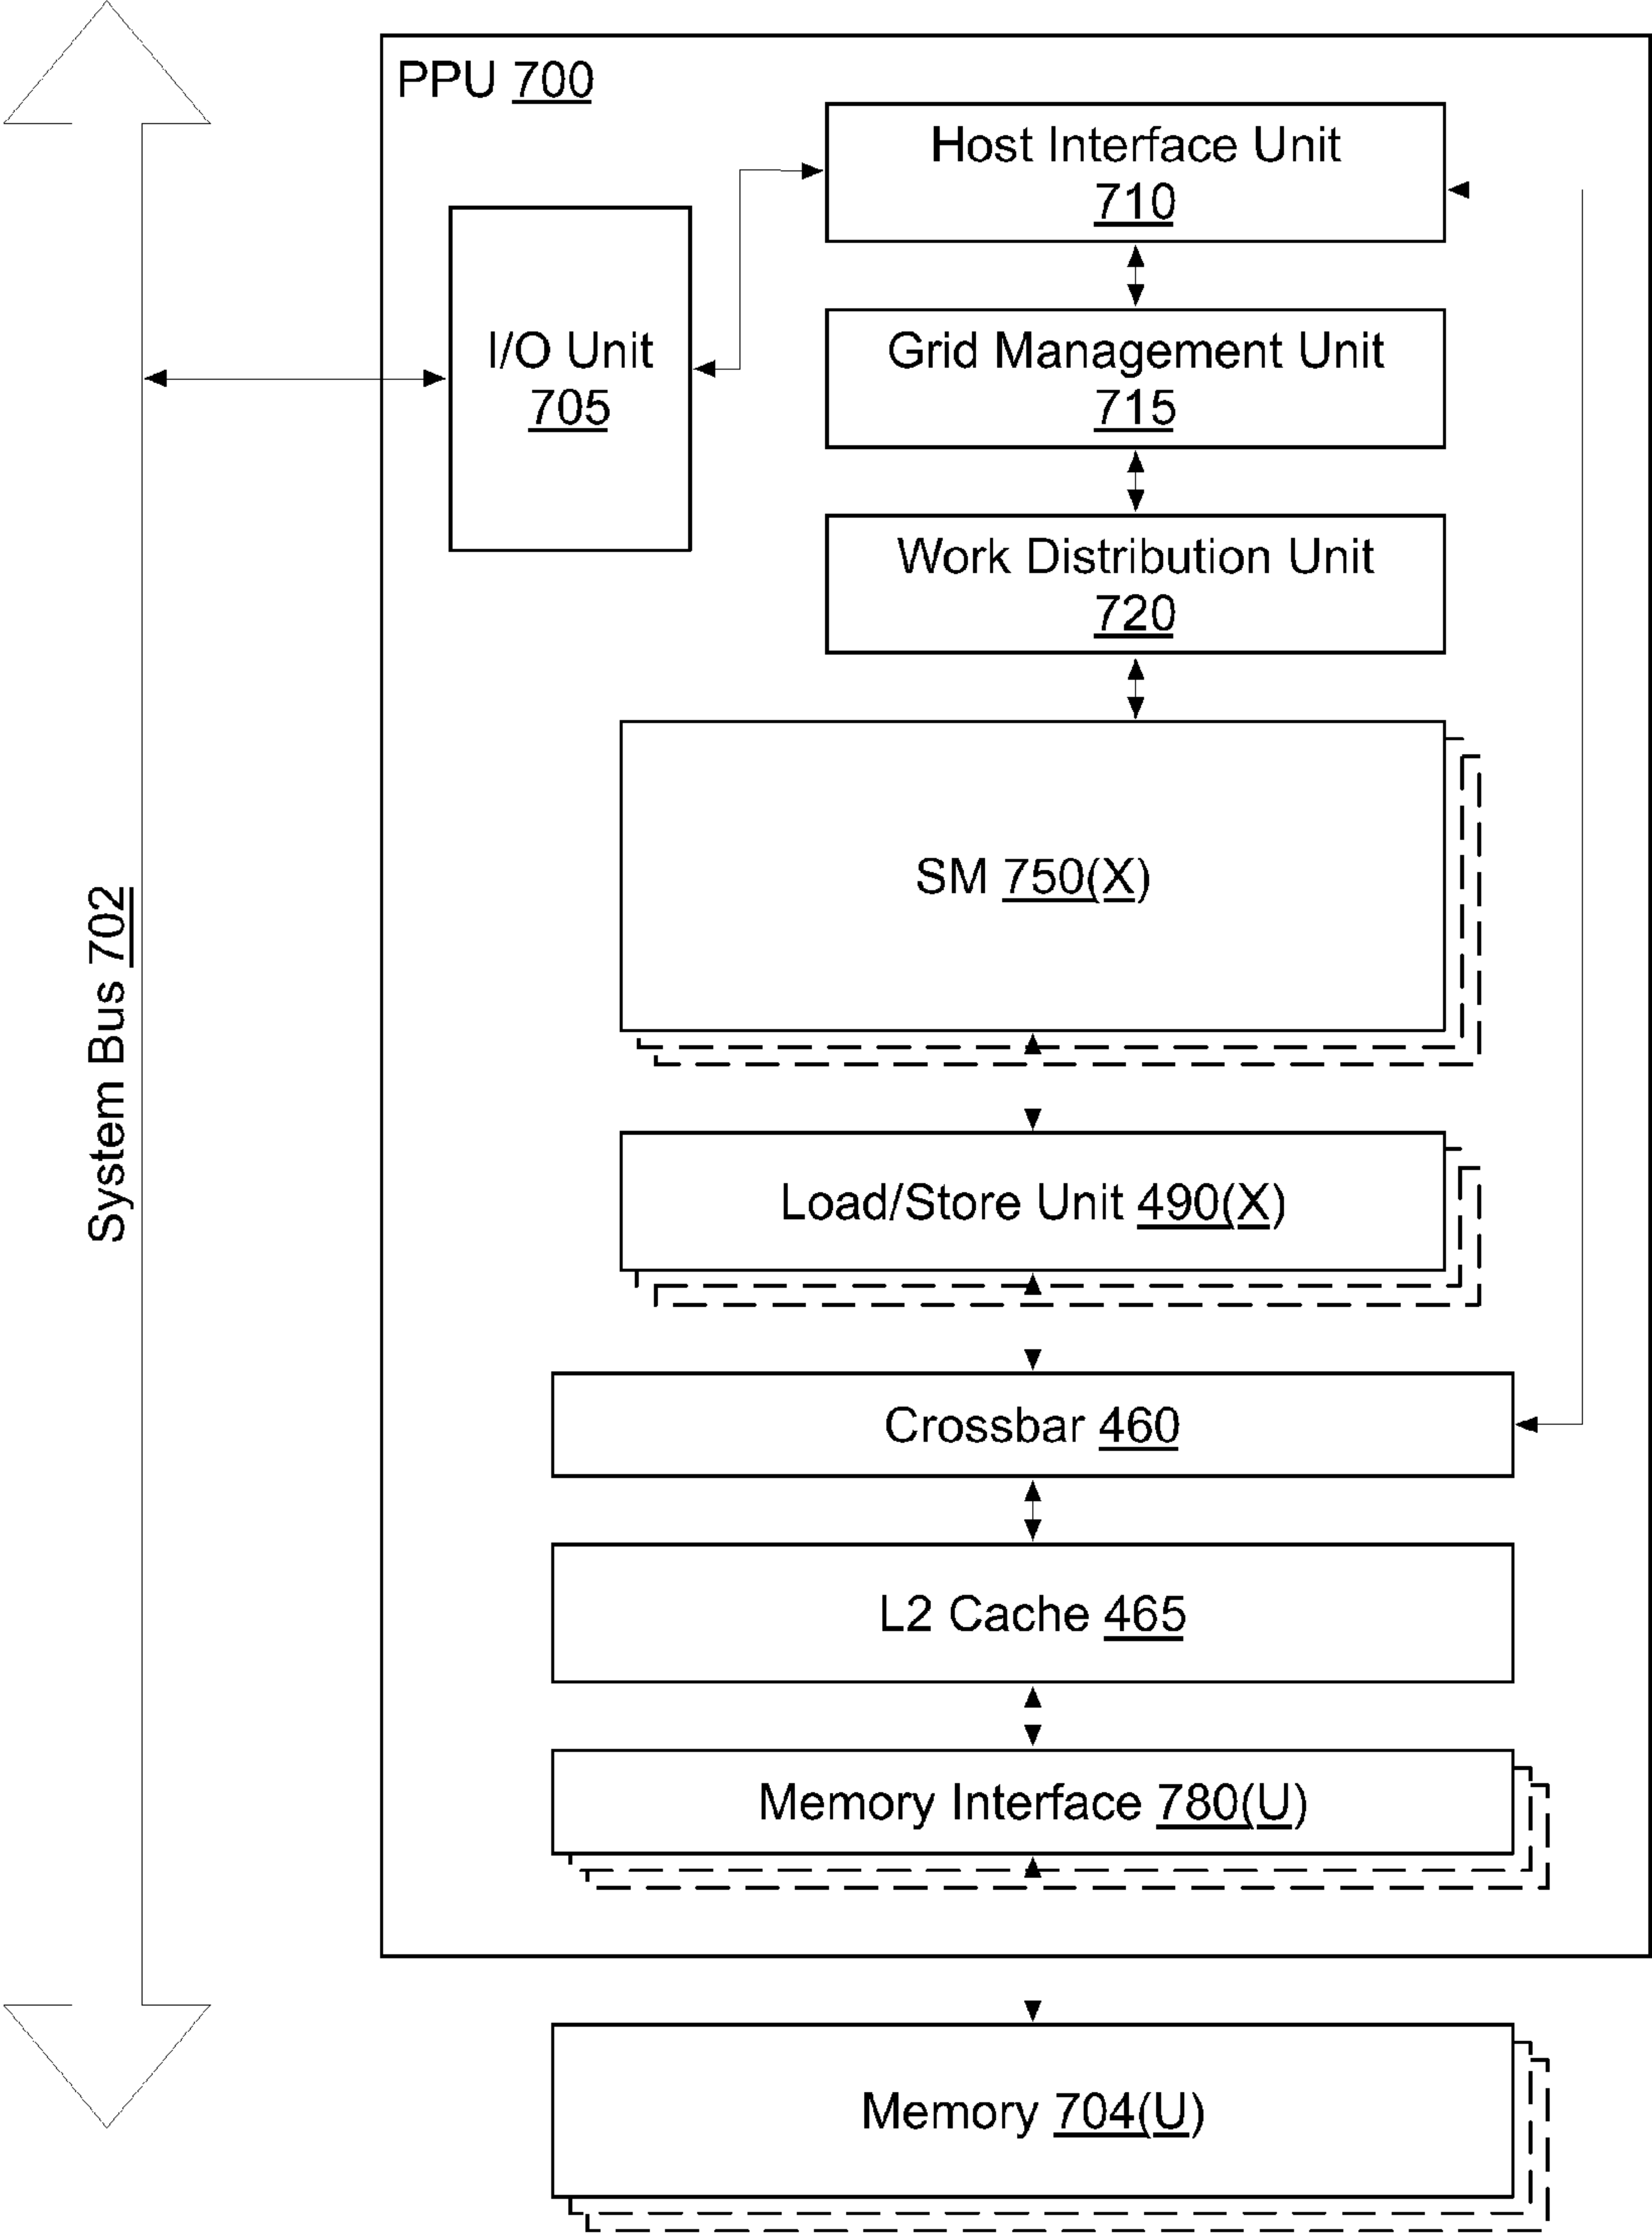 PPU 700
Host Interface Unit
710
I/O Unit
705
Grid Management Unit
715
Work Distribution Unit
720
SM 750(X)
System Bus 702
Load/Store Unit 490(X)
Crossbar 460
L2 Cache 465
Memory Interface 780(U)
Memory 704(U)